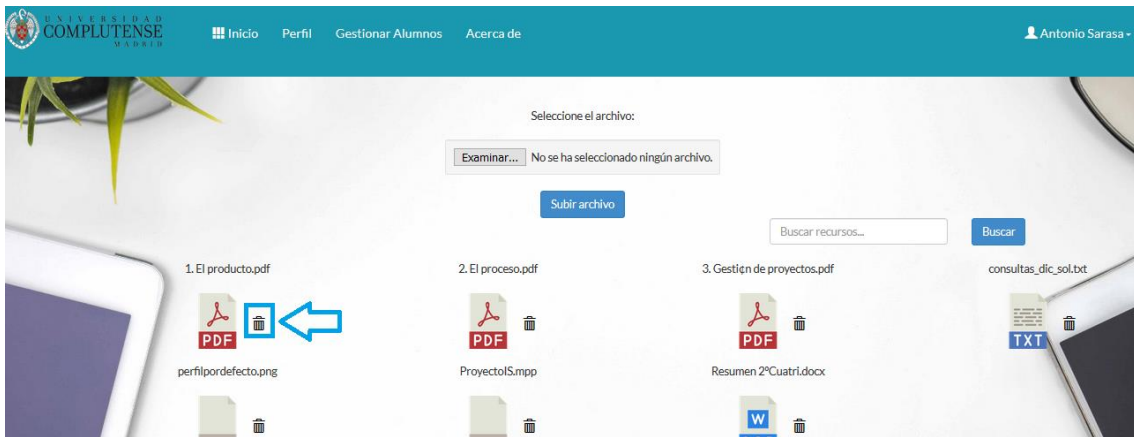 UNIVERSIDAD
COMPLUTENSE
MADRID
Inicio Perfil Gestionar Alumnos Acerca de
Antonio Sarasa
Seleccione el archivo:
Examinar... No se ha seleccionado ningún archivo.
Subir archivo
Buscar recursos... Buscar
1. El producto.pdf 2. El proceso.pdf 3. Gesti¢n de proyectos.pdf consultas_dic_sol.txt
PDF PDF PDF TXT
perfilpordefecto.png ProyectoIS.mpp Resumen 2ºCuatri.docx
W